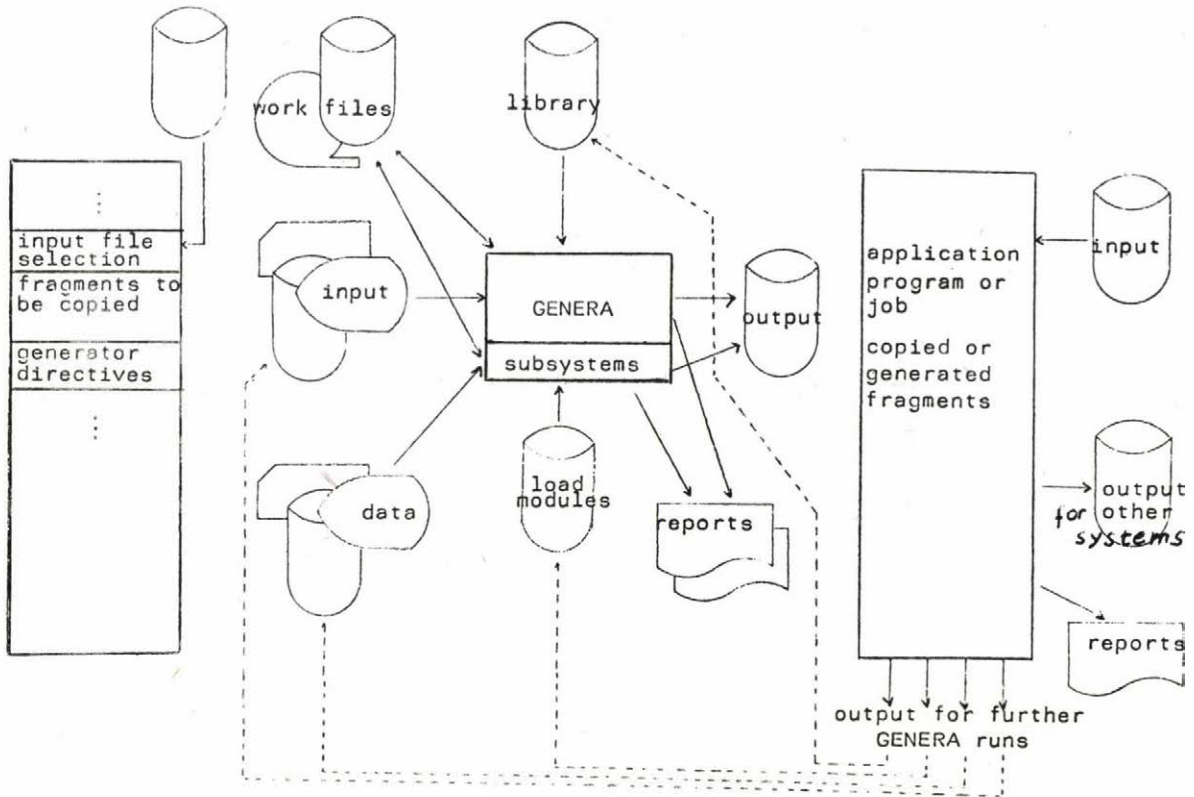 work files
library
⋮
input file
selection
fragments to
be copied
generator
directives
⋮
input
GENERA
subsystems
output
data
load
modules
reports
application
program or
job
copied or
generated
fragments
input
output
for other
systems
reports
output for further
GENERA runs